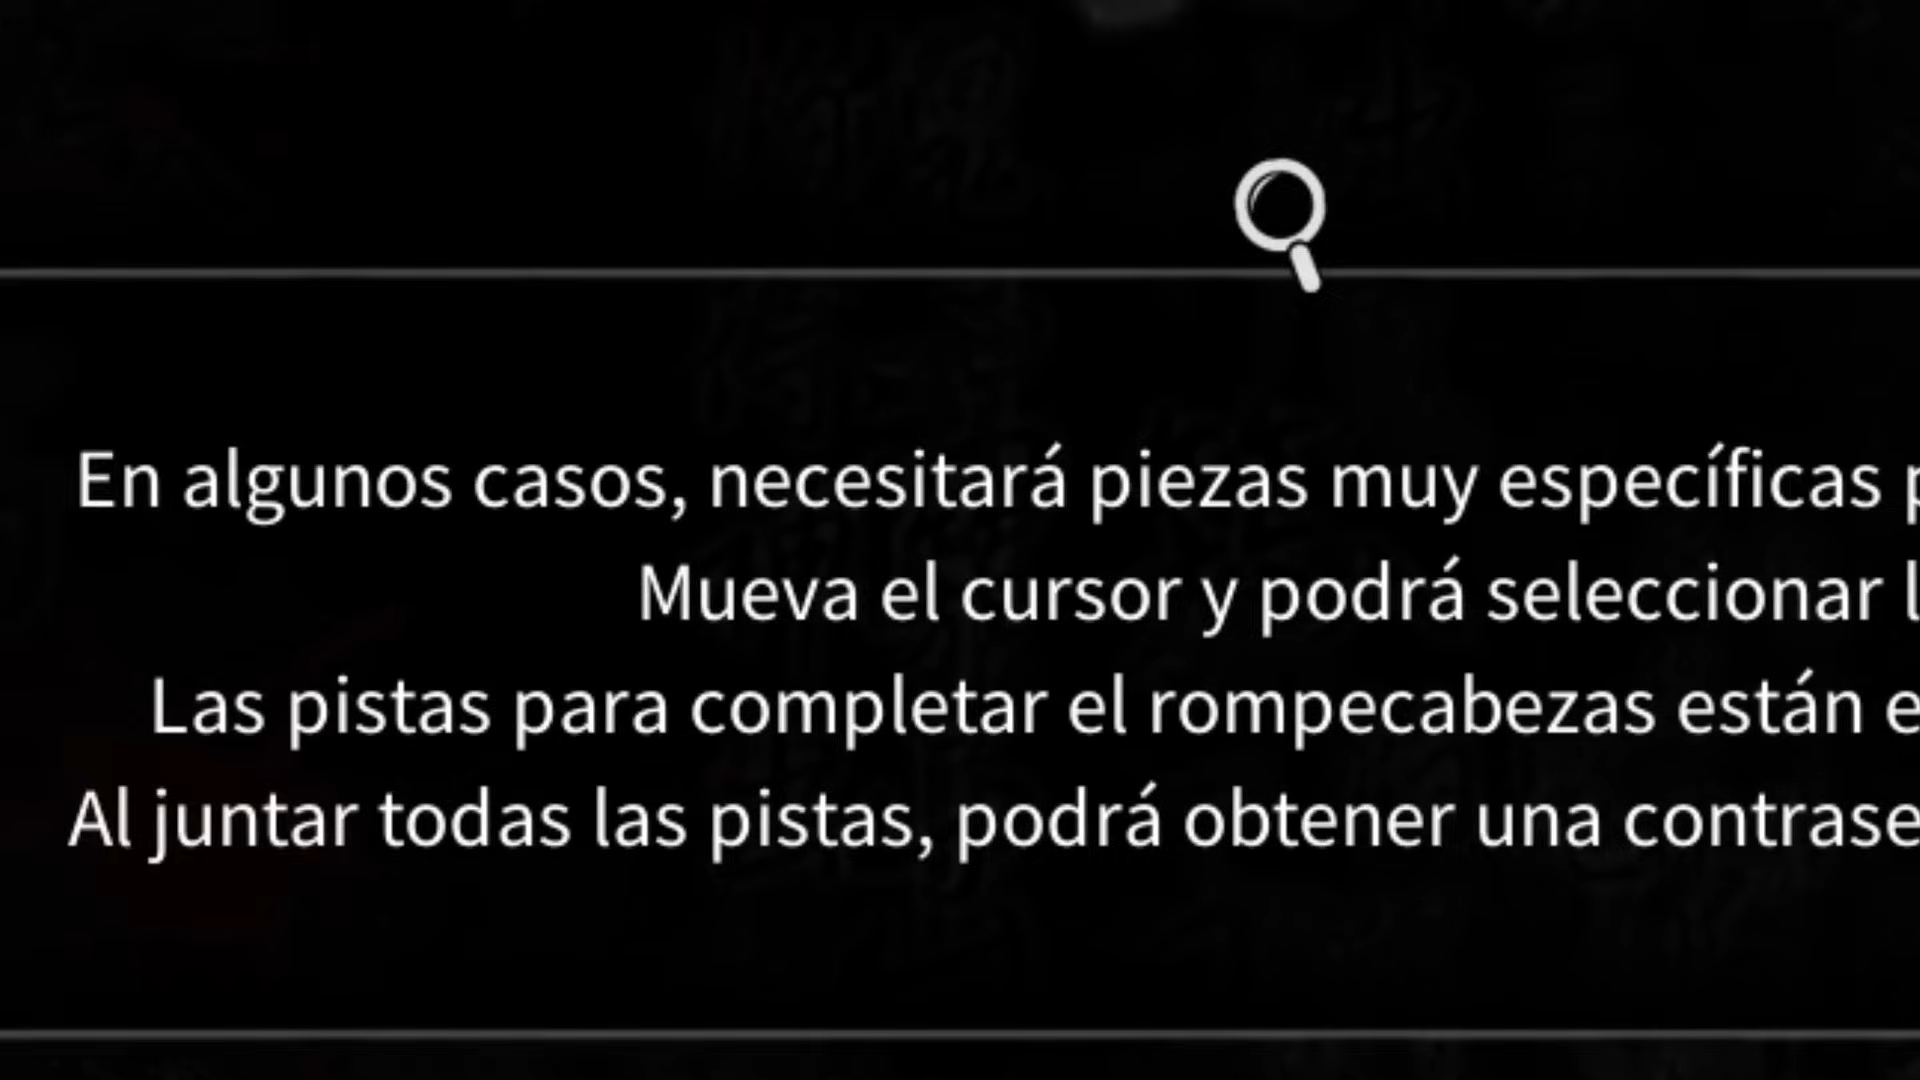 En algunos casos, necesitará piezas muy específicas
Mueva el cursor y podrá seleccionar
Las pistas para completar el rompecabezas están
Al juntar todas las pistas, podrá obtener una